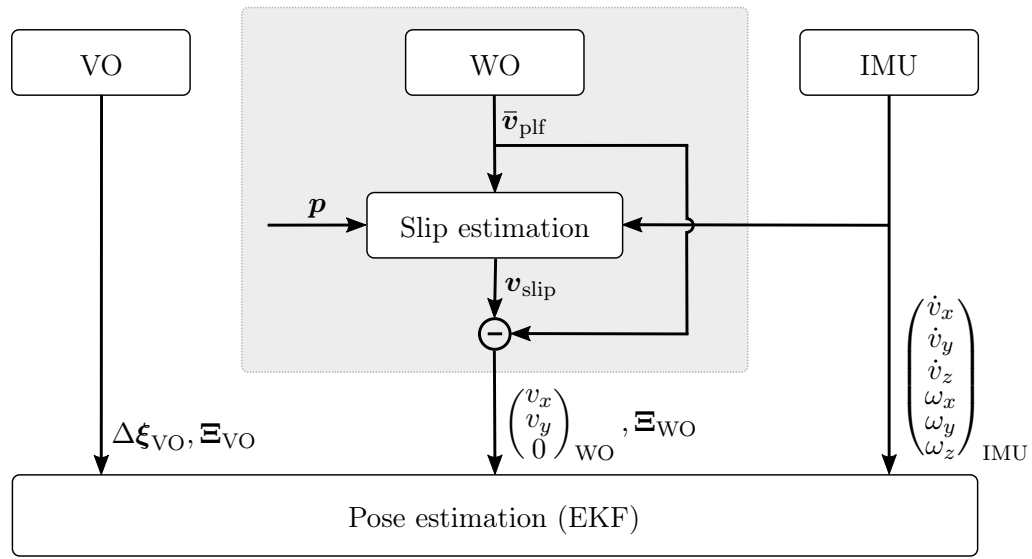 VO
WO
IMU
v̄_plf
p
Slip estimation
v_slip
−
Δξ_VO, Ξ_VO
(v_x
v_y
0)_WO , Ξ_WO
(v̇_x
v̇_y
v̇_z
ω_x
ω_y
ω_z)_IMU
Pose estimation (EKF)